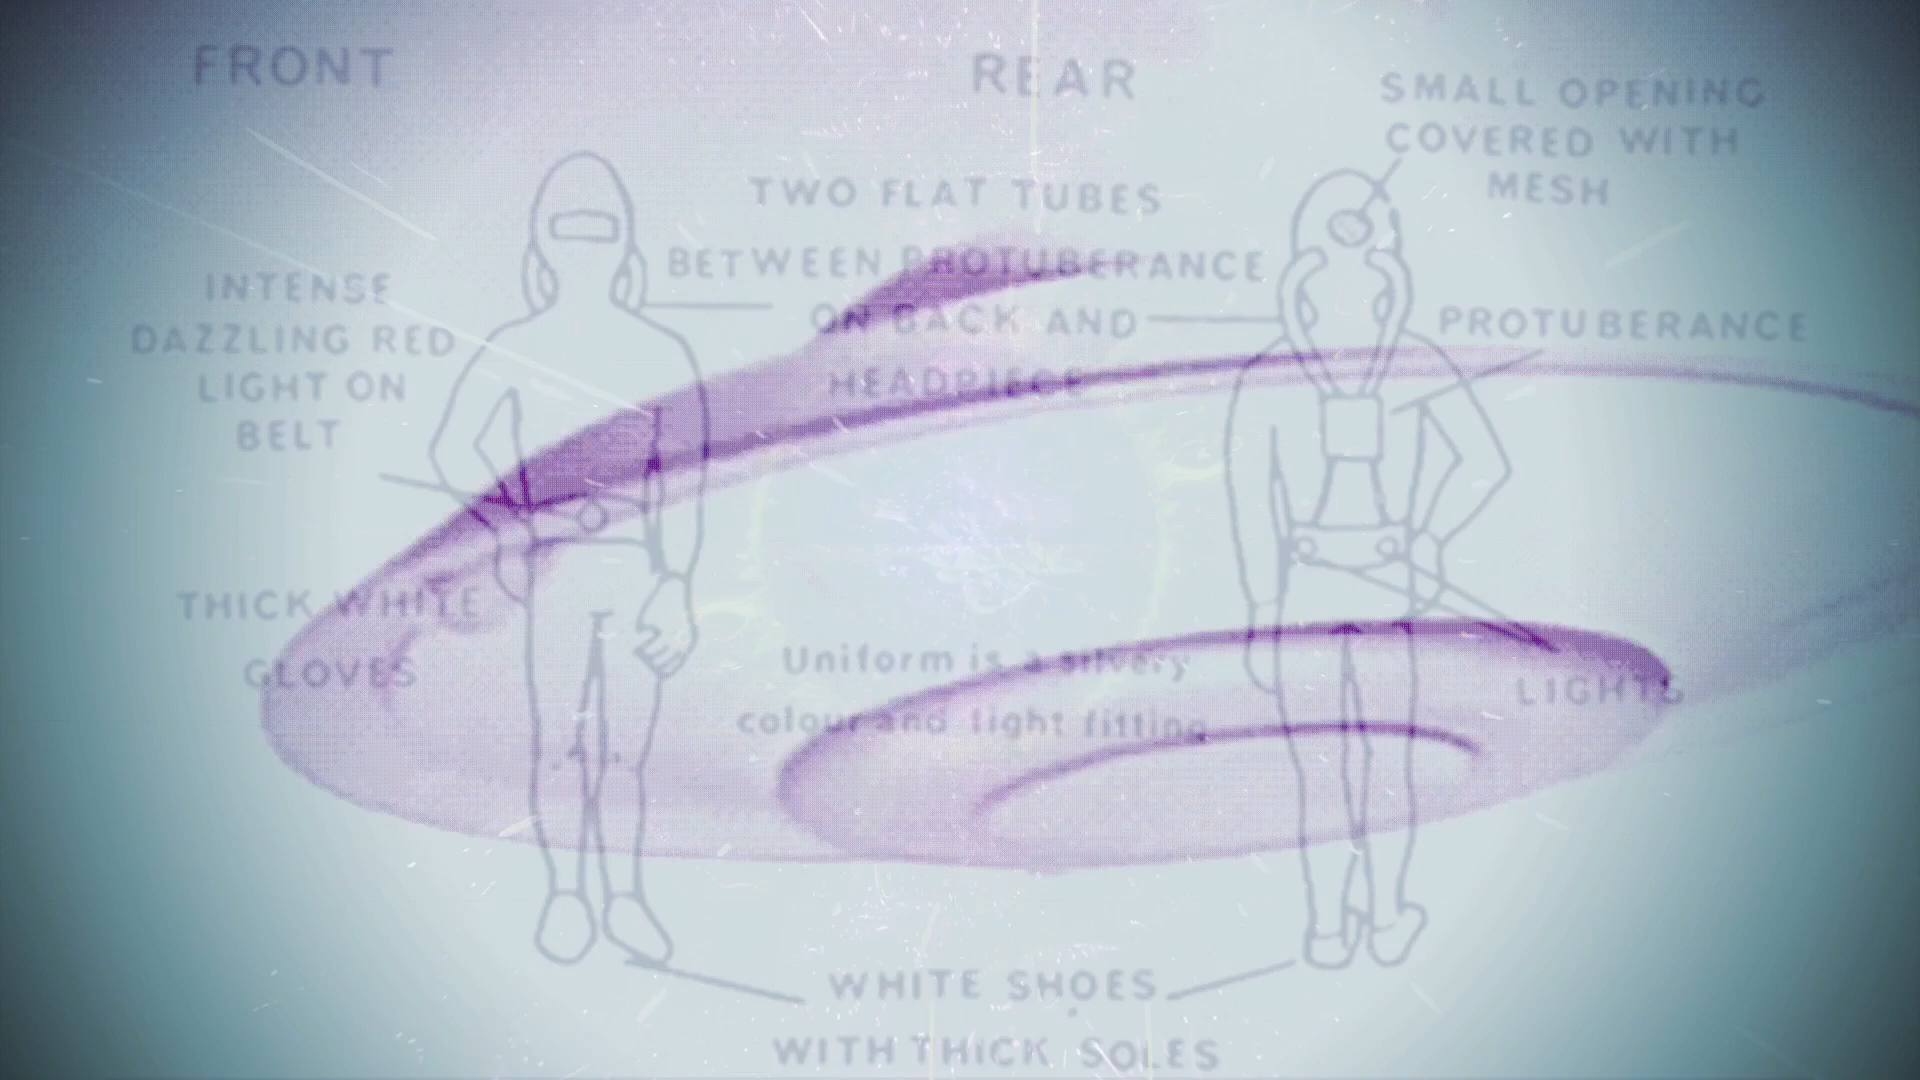 FRONT
REAR
SMALL OPENING
COVERED WITH
MESH
TWO FLAT TUBES
BETWEEN PROTUBERANCE
ON BACK AND
HEADPIECE
INTENSE
DAZZLING RED
LIGHT ON
BELT
PROTUBERANCE
THICK WHITE
GLOVES
Uniform is a silvery
colour and light fitting
LIGHTS
WHITE SHOES
WITH THICK SOLES